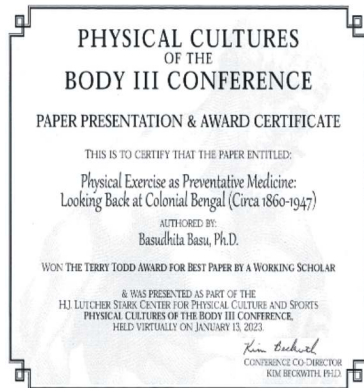 PHYSICAL CULTURES
OF THE
BODY III CONFERENCE
PAPER PRESENTATION & AWARD CERTIFICATE
THIS IS TO CERTIFY THAT THE PAPER ENTITLED:
Physical Exercise as Preventative Medicine:
Looking Back at Colonial Bengal (Circa 1860-1947)
AUTHORED BY:
Basudhita Basu, Ph.D.
WON THE TERRY TODD AWARD FOR BEST PAPER BY A WORKING SCHOLAR
& WAS PRESENTED AS PART OF THE
H.J. LUTCHER STARK CENTER FOR PHYSICAL CULTURE AND SPORTS
PHYSICAL CULTURES OF THE BODY III CONFERENCE,
HELD VIRTUALLY ON JANUARY 13, 2023.
Kim Beckwith
CONFERENCE CO-DIRECTOR
KIM BECKWITH, PH.D.